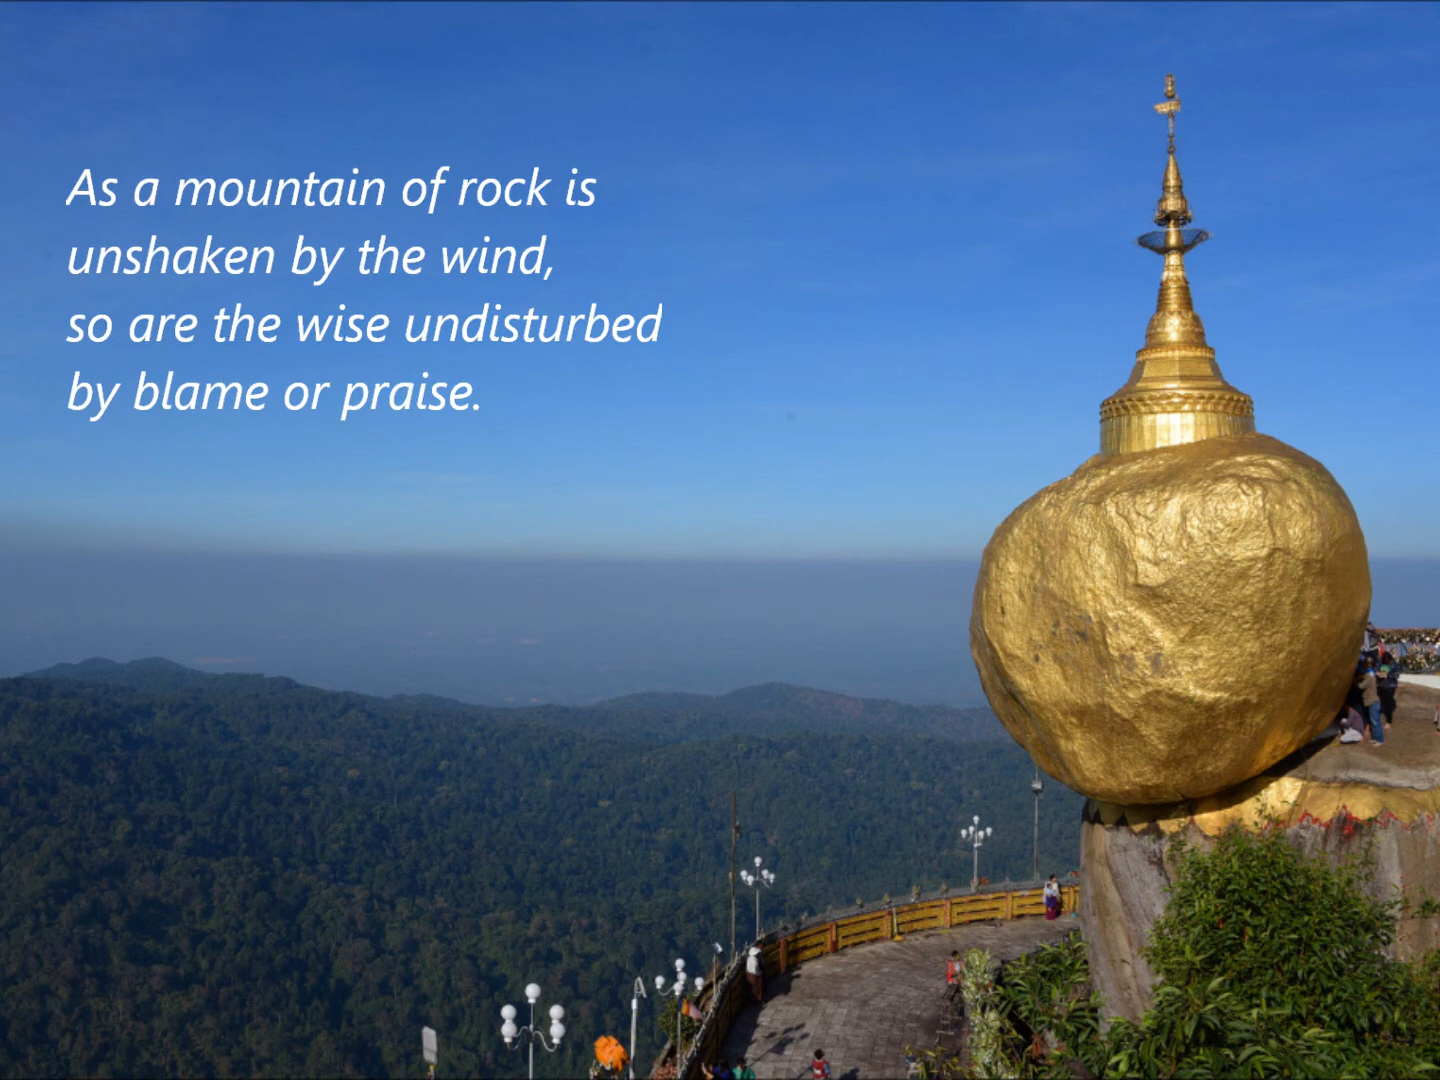 As a mountain of rock is
unshaken by the wind,
so are the wise undisturbed
by blame or praise.